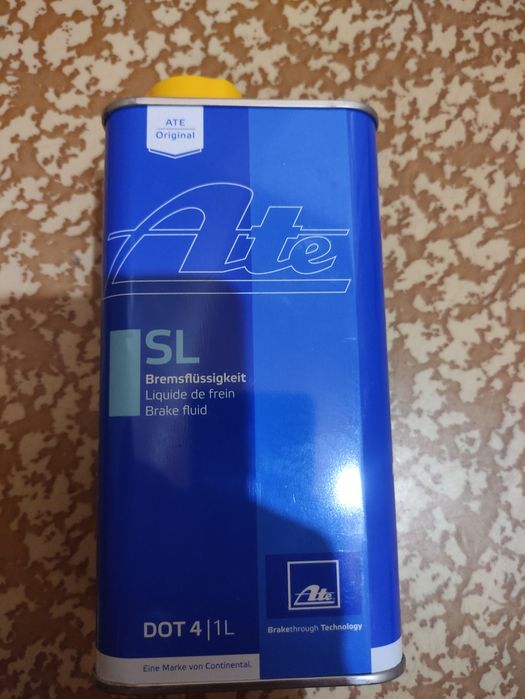 ATE
Original
Ate
SL
Bremsflüssigkeit
Liquide de frein
Brake fluid
Ate
DOT 4 | 1L
Brakethrough Technology
Eine Marke von Continental.